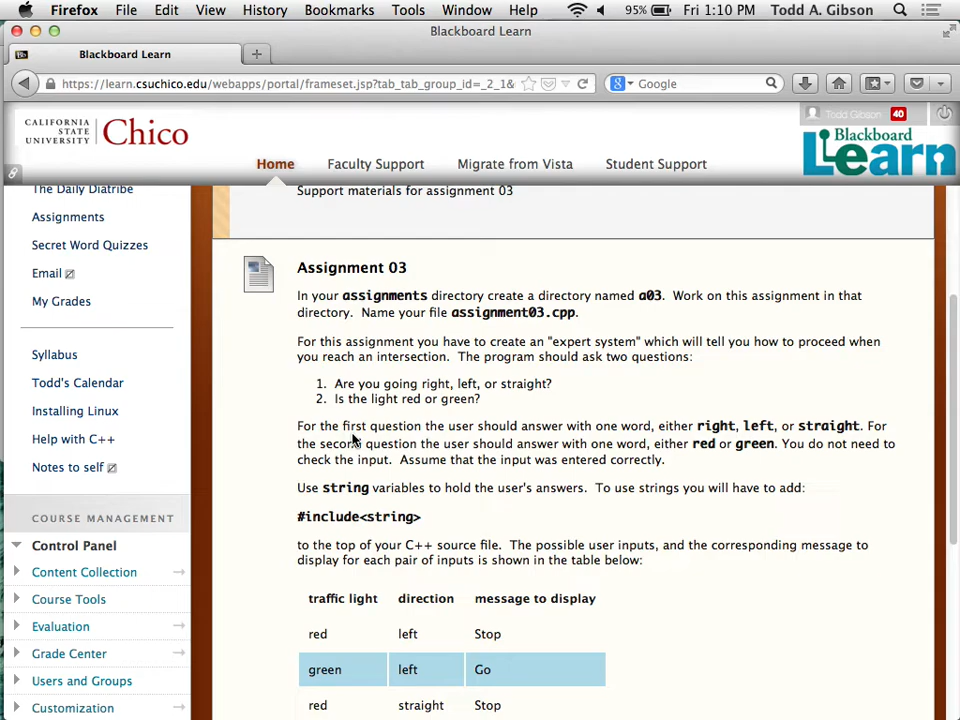 Firefox File Edit View History Bookmarks Tools Window Help 95% Fri 1:10 PM Todd A. Gibson
Blackboard Learn
Blackboard Learn
https://learn.csuchico.edu/webapps/portal/frameset.jsp?tab_tab_group_id=_2_1& Google
CALIFORNIA STATE UNIVERSITY Chico
Todd Gibson 40
Blackboard Learn
Home Faculty Support Migrate from Vista Student Support
The Daily Diatribe
Assignments
Secret Word Quizzes
Email
My Grades
Syllabus
Todd's Calendar
Installing Linux
Help with C++
Notes to self
COURSE MANAGEMENT
Control Panel
Content Collection
Course Tools
Evaluation
Grade Center
Users and Groups
Customization
Support materials for assignment 03
Assignment 03
In your assignments directory create a directory named a03. Work on this assignment in that
directory. Name your file assignment03.cpp.
For this assignment you have to create an "expert system" which will tell you how to proceed when
you reach an intersection. The program should ask two questions:
1. Are you going right, left, or straight?
2. Is the light red or green?
For the first question the user should answer with one word, either right, left, or straight. For
the second question the user should answer with one word, either red or green. You do not need to
check the input. Assume that the input was entered correctly.
Use string variables to hold the user's answers. To use strings you will have to add:
#include<string>
to the top of your C++ source file. The possible user inputs, and the corresponding message to
display for each pair of inputs is shown in the table below:
traffic light direction message to display
red left Stop
green left Go
red straight Stop